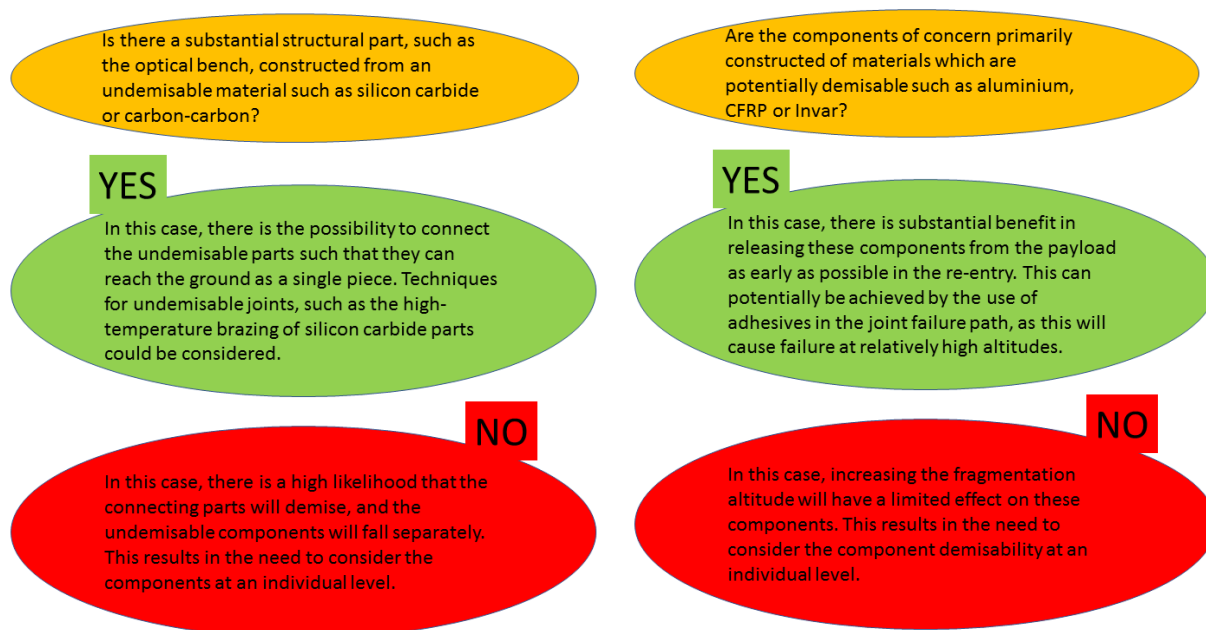 Is there a substantial structural part, such as
the optical bench, constructed from an
undemisable material such as silicon carbide
or carbon-carbon?
YES
In this case, there is the possibility to connect
the undemisable parts such that they can
reach the ground as a single piece. Techniques
for undemisable joints, such as the high-
temperature brazing of silicon carbide parts
could be considered.
NO
In this case, there is a high likelihood that the
connecting parts will demise, and the
undemisable components will fall separately.
This results in the need to consider the
components at an individual level.
Are the components of concern primarily
constructed of materials which are
potentially demisable such as aluminium,
CFRP or Invar?
YES
In this case, there is substantial benefit in
releasing these components from the payload
as early as possible in the re-entry. This can
potentially be achieved by the use of
adhesives in the joint failure path, as this will
cause failure at relatively high altitudes.
NO
In this case, increasing the fragmentation
altitude will have a limited effect on these
components. This results in the need to
consider the component demisability at an
individual level.